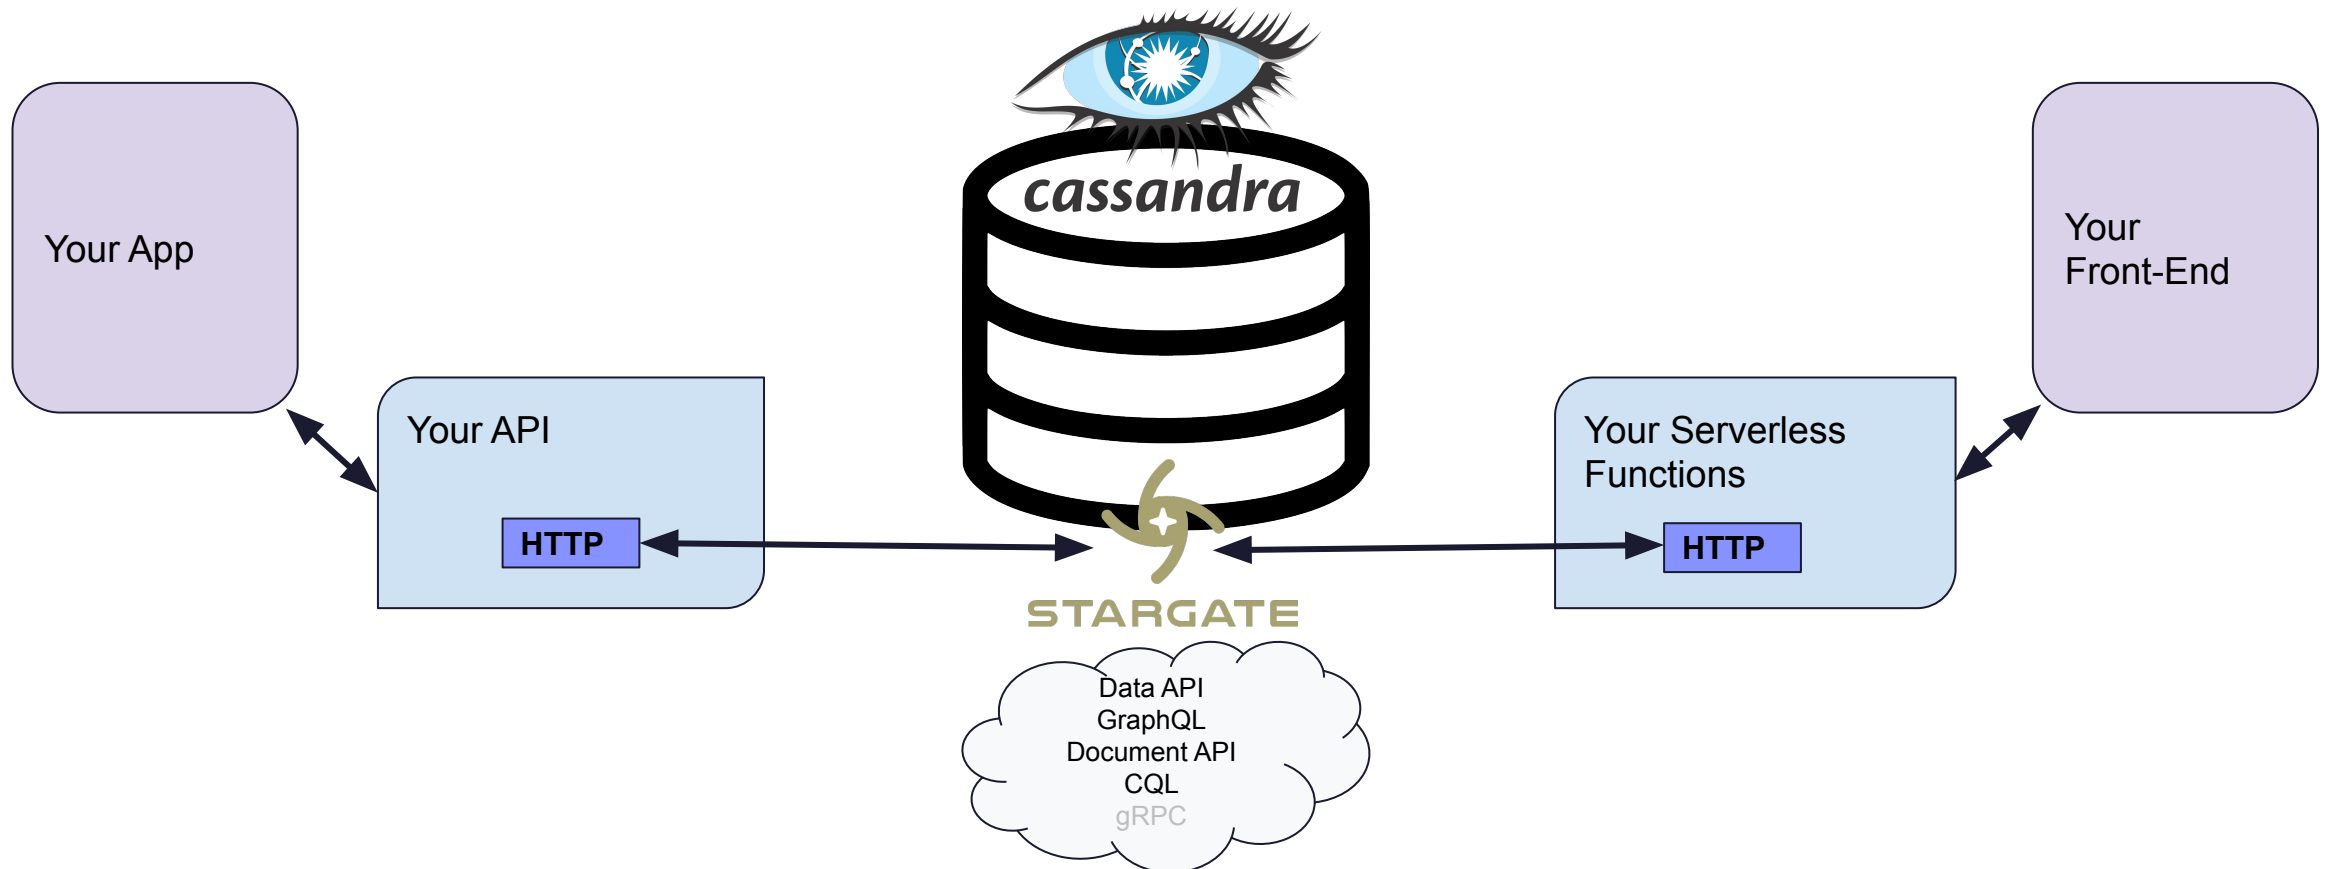 cassandra
Your App
Your
Front-End
Your API
HTTP
Your Serverless
Functions
HTTP
STARGATE
Data API
GraphQL
Document API
CQL
gRPC